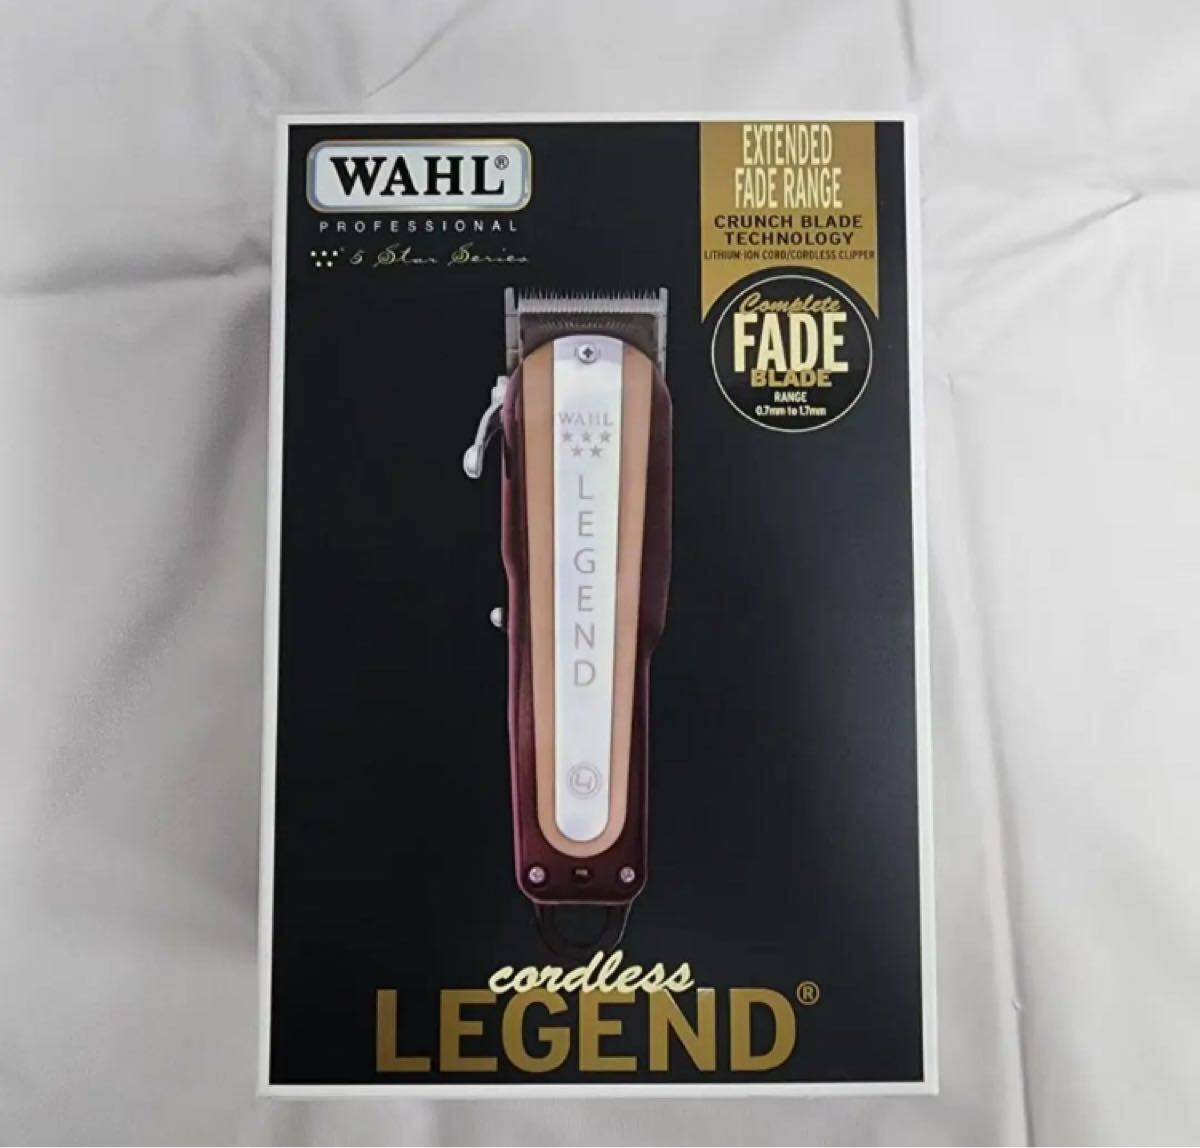 WAHL®
PROFESSIONAL
5 Star Series
EXTENDED
FADE RANGE
CRUNCH BLADE
TECHNOLOGY
LITHIUM-ION CORD/CORDLESS CLIPPER
Complete
FADE
BLADE
RANGE
0.7mm to 1.7mm
WAHL
LEGEND
cordless
LEGEND®